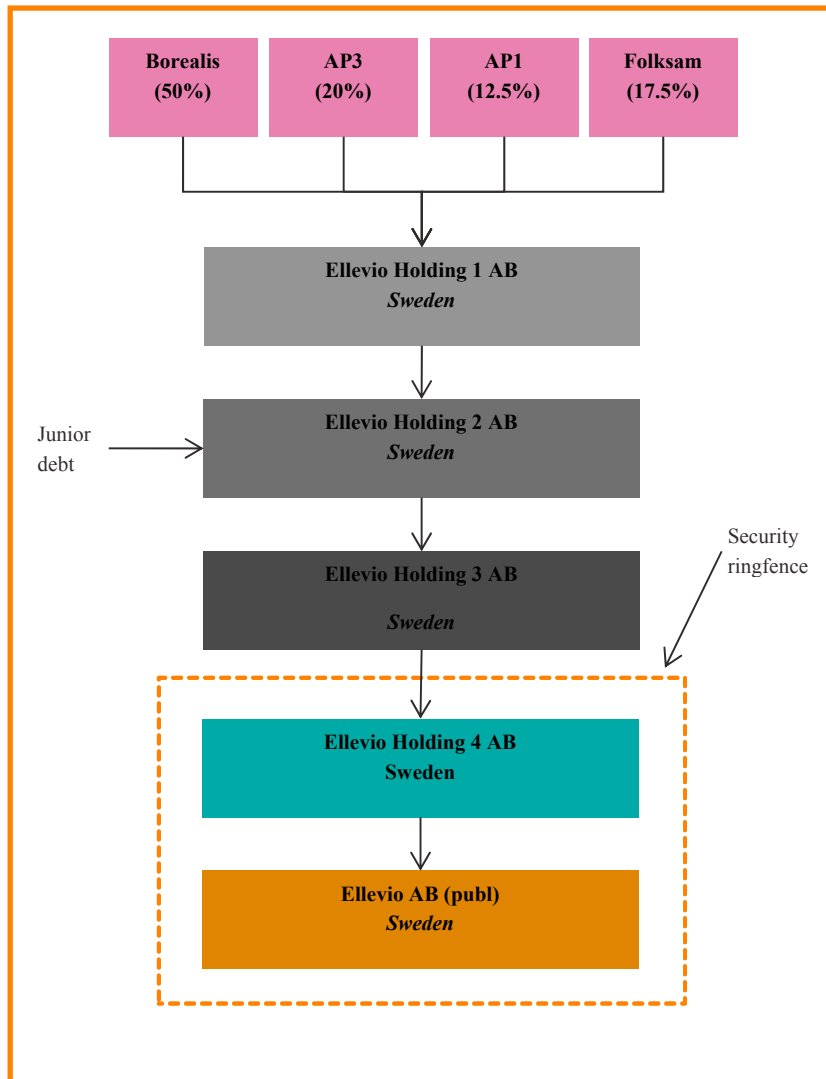 Borealis
(50%)
AP3
(20%)
AP1
(12.5%)
Folksam
(17.5%)
Ellevio Holding 1 AB
Sweden
Junior
debt
Ellevio Holding 2 AB
Sweden
Security
ringfence
Ellevio Holding 3 AB
Sweden
Ellevio Holding 4 AB
Sweden
Ellevio AB (publ)
Sweden